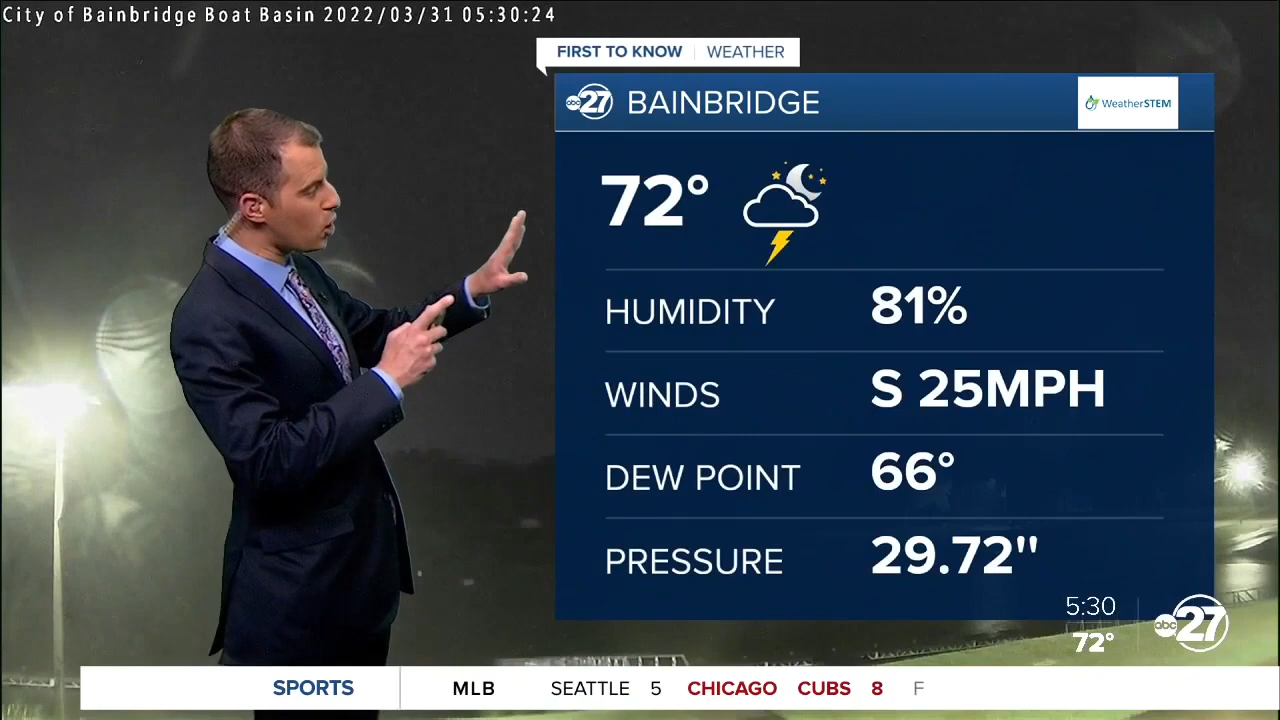 City of Bainbridge Boat Basin 2022/03/31 05:30:24
FIRST TO KNOW WEATHER
abc 27 BAINBRIDGE WeatherSTEM
72°
HUMIDITY 81%
WINDS S 25MPH
DEW POINT 66°
PRESSURE 29.72"
5:30
72°
abc 27
SPORTS MLB SEATTLE 5 CHICAGO CUBS 8 F